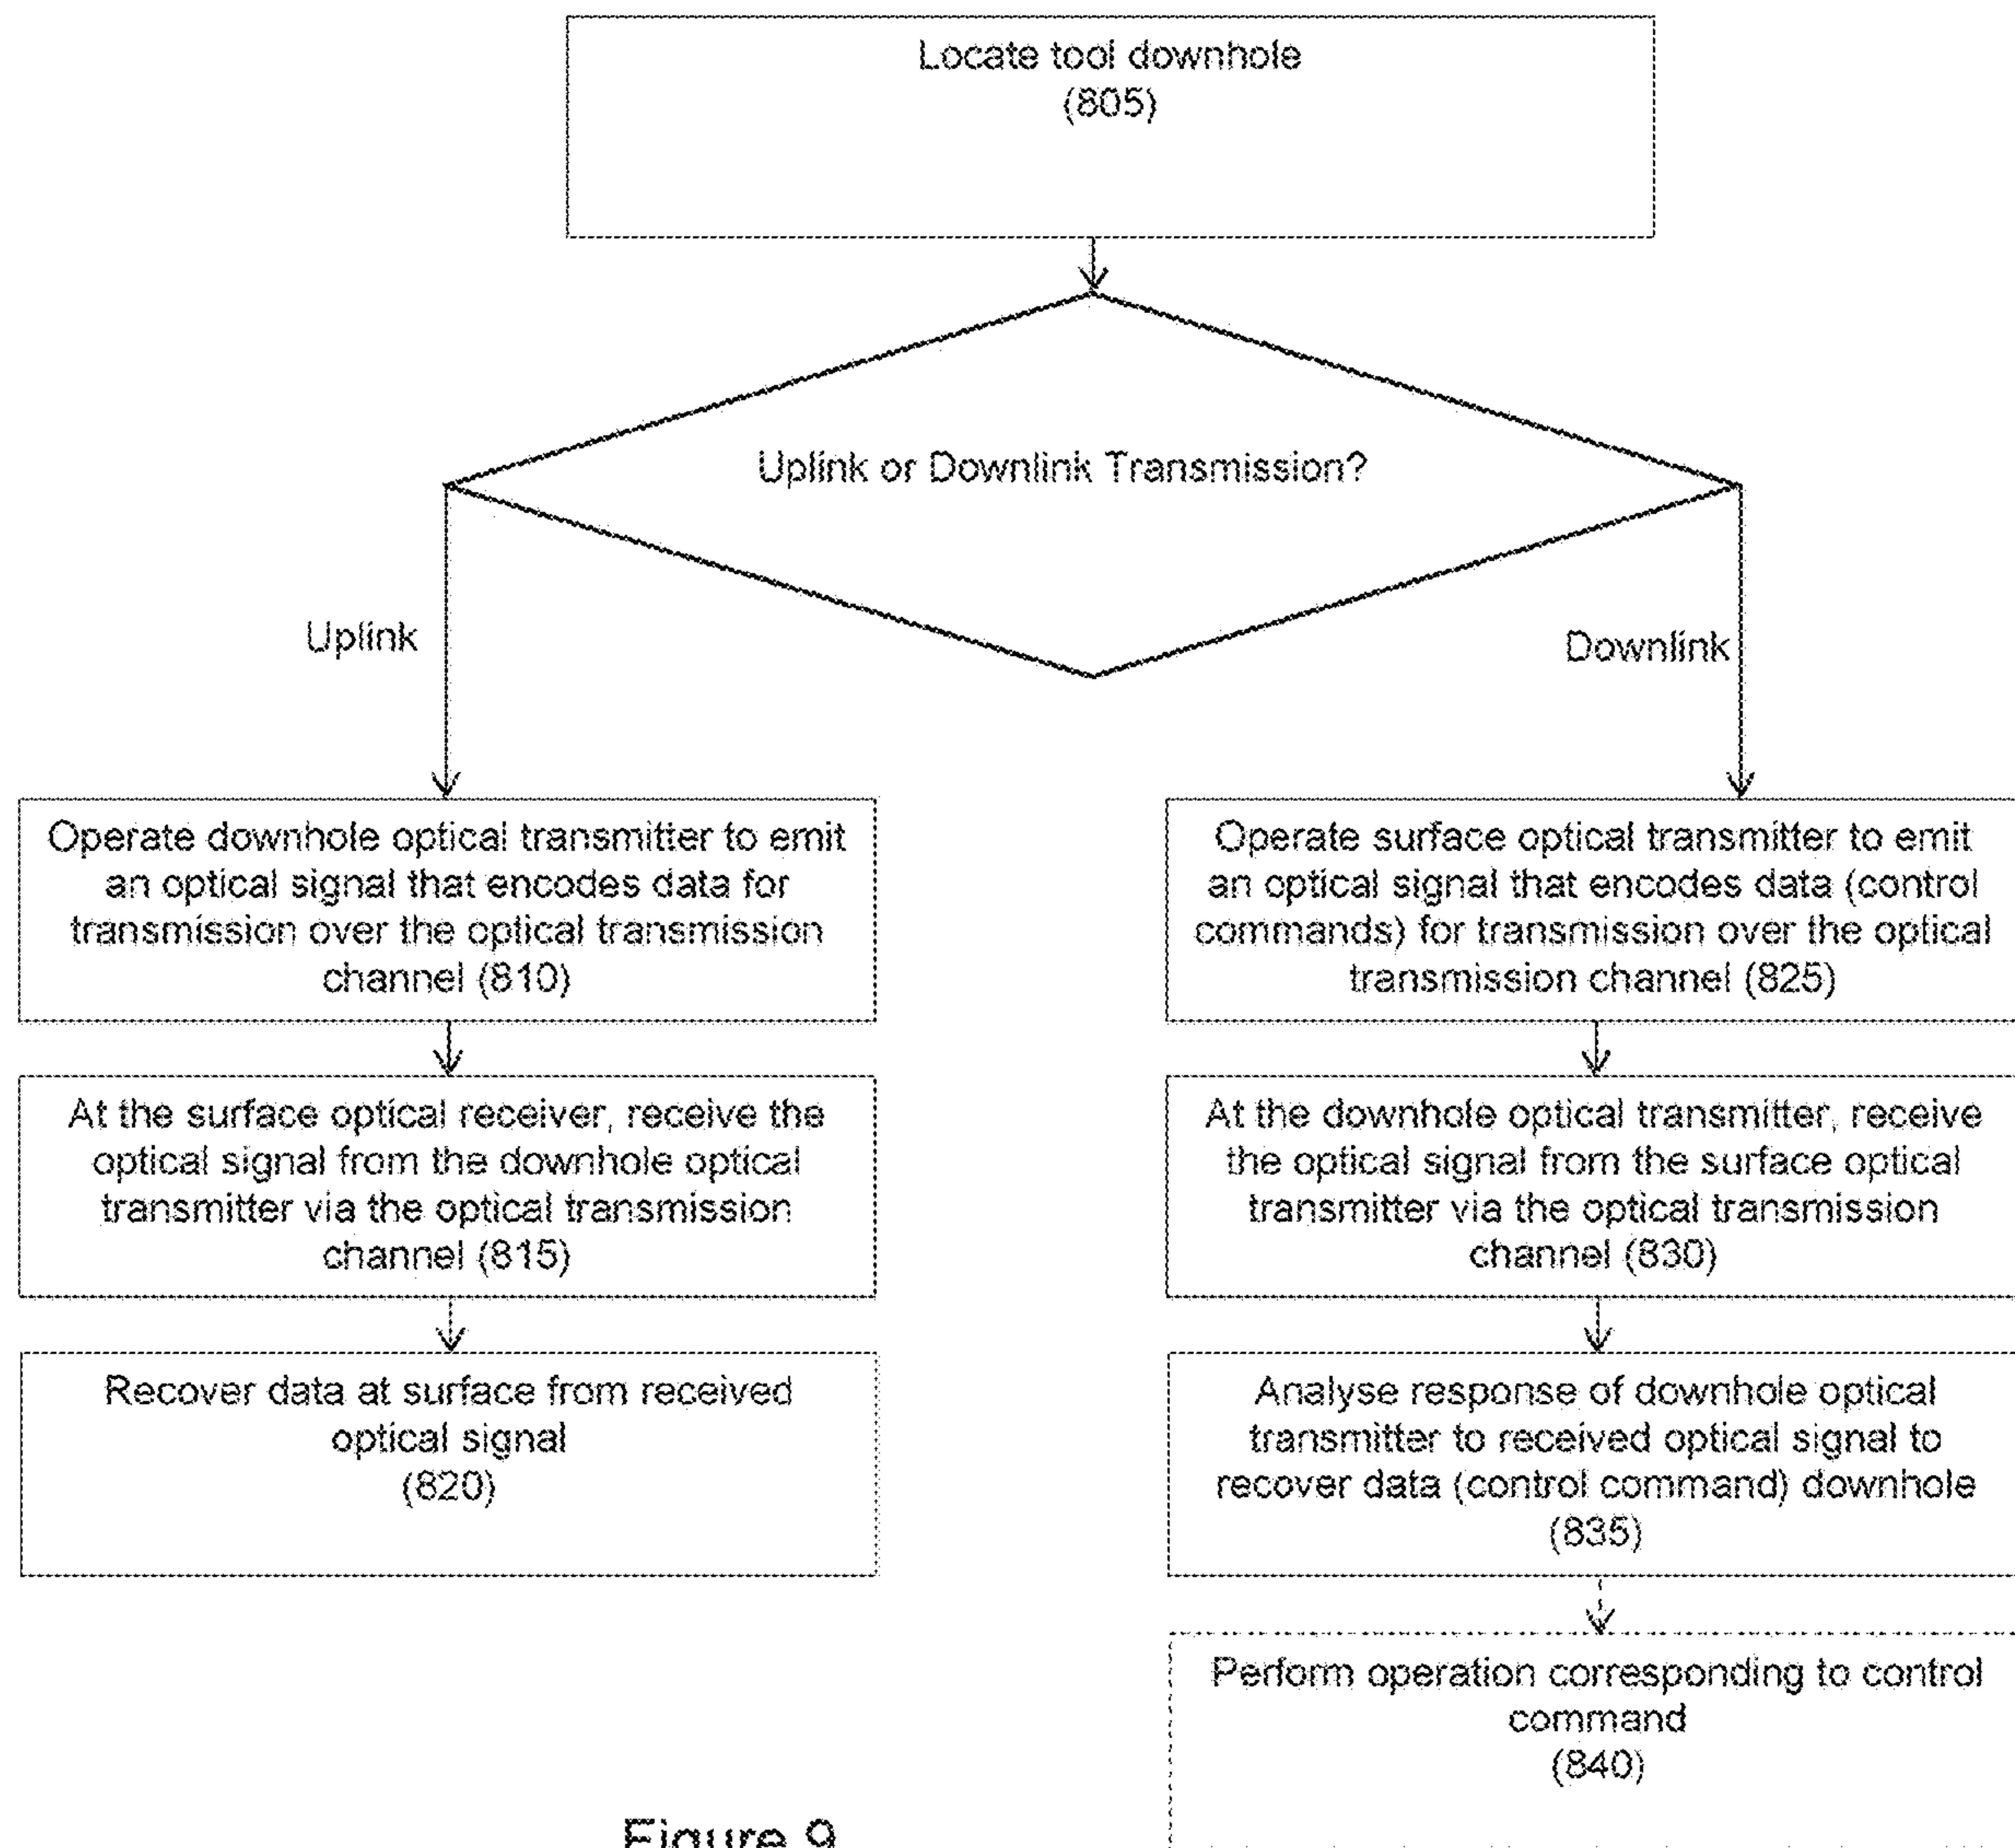 Locate tool downhole
(805)
Uplink or Downlink Transmission?
Uplink
Downlink
Operate downhole optical transmitter to emit
an optical signal that encodes data for
transmission over the optical transmission
channel (810)
At the surface optical receiver, receive the
optical signal from the downhole optical
transmitter via the optical transmission
channel (815)
Recover data at surface from received
optical signal
(820)
Operate surface optical transmitter to emit
an optical signal that encodes data (control
commands) for transmission over the optical
transmission channel (825)
At the downhole optical transmitter, receive
the optical signal from the surface optical
transmitter via the optical transmission
channel (830)
Analyse response of downhole optical
transmitter to received optical signal to
recover data (control command) downhole
(835)
Perform operation corresponding to control
command
(840)
Figure 9